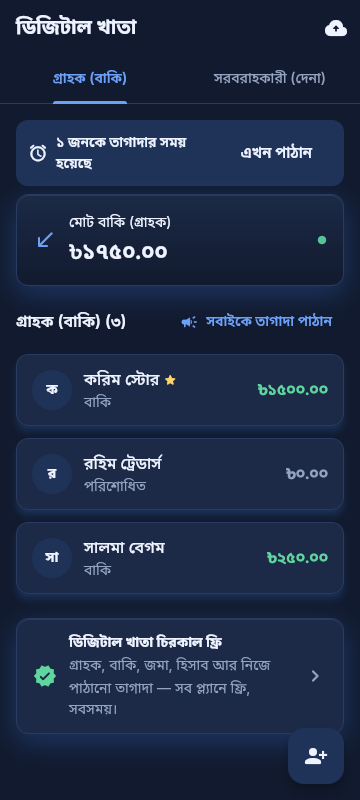 ডিজিটাল খাতা
গ্রাহক (বাকি)
সরবরাহকারী (দেনা)
১ জনকে তাগাদার সময়
হয়েছে
এখন পাঠান
মোট বাকি (গ্রাহক)
৳১৭৫০.০০
গ্রাহক (বাকি) (৩)
সবাইকে তাগাদা পাঠান
ক
করিম স্টোর
বাকি
৳১৫০০.০০
র
রহিম ট্রেডার্স
পরিশোধিত
৳০.০০
সা
সালমা বেগম
বাকি
৳২৫০.০০
ডিজিটাল খাতা চিরকাল ফ্রি
গ্রাহক, বাকি, জমা, হিসাব আর নিজে
পাঠানো তাগাদা — সব প্ল্যানে ফ্রি,
সবসময়।